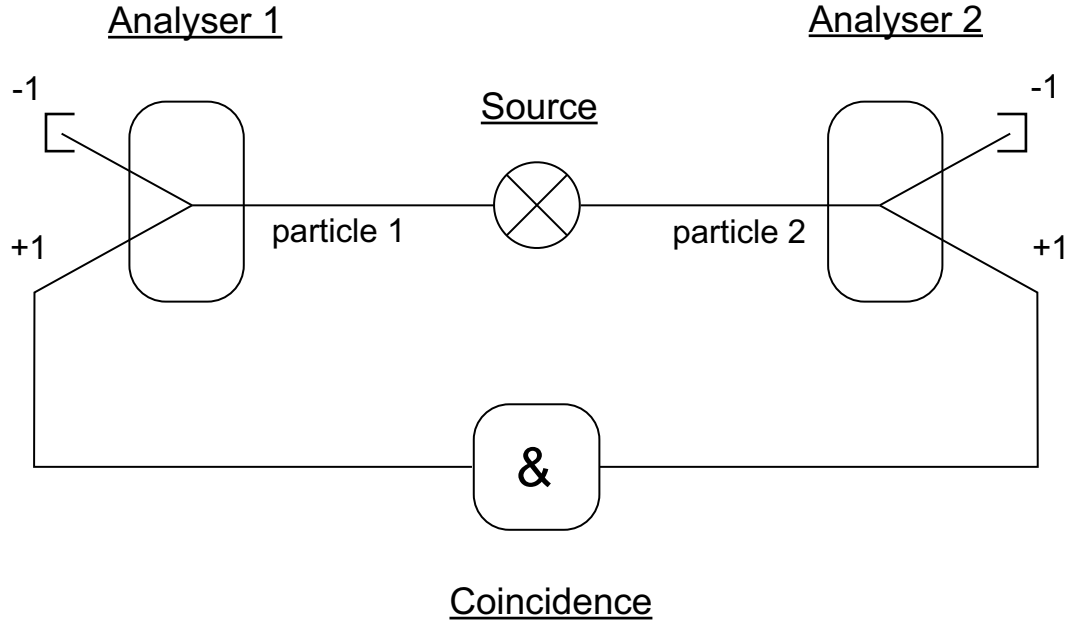 Analyser 1
Analyser 2
-1
-1
Source
particle 1
particle 2
+1
+1
&
Coincidence